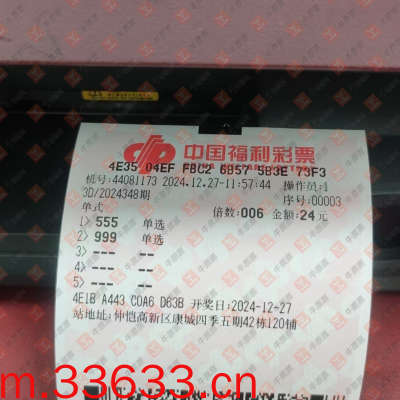 中国福利彩票
4E35 04EF FBC2 6B57 5B3E 73F3
机号:44081173 2024.12.27-11:57:44 操作员:1
3D/2024348期 序号:00003
单式 倍数:006 金额:24元
1> 555 单选
2> 999 单选
3> ---
4> ---
5> ---
4E1B A443 C0A6 D63B 开奖日:2024-12-27
站地址:仲恺高新区康城四季五期42栋120铺
m.33633.cn